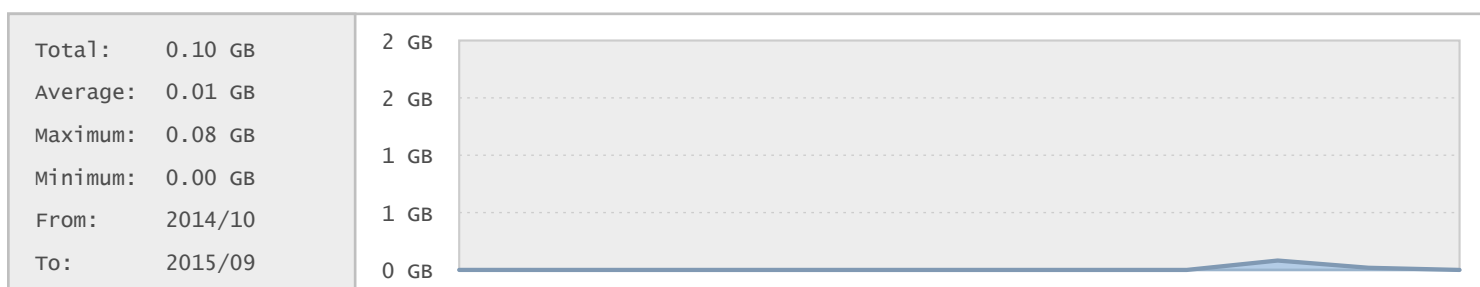 Total: 0.10 GB
Average: 0.01 GB
Maximum: 0.08 GB
Minimum: 0.00 GB
From: 2014/10
To: 2015/09
2 GB
2 GB
1 GB
1 GB
0 GB